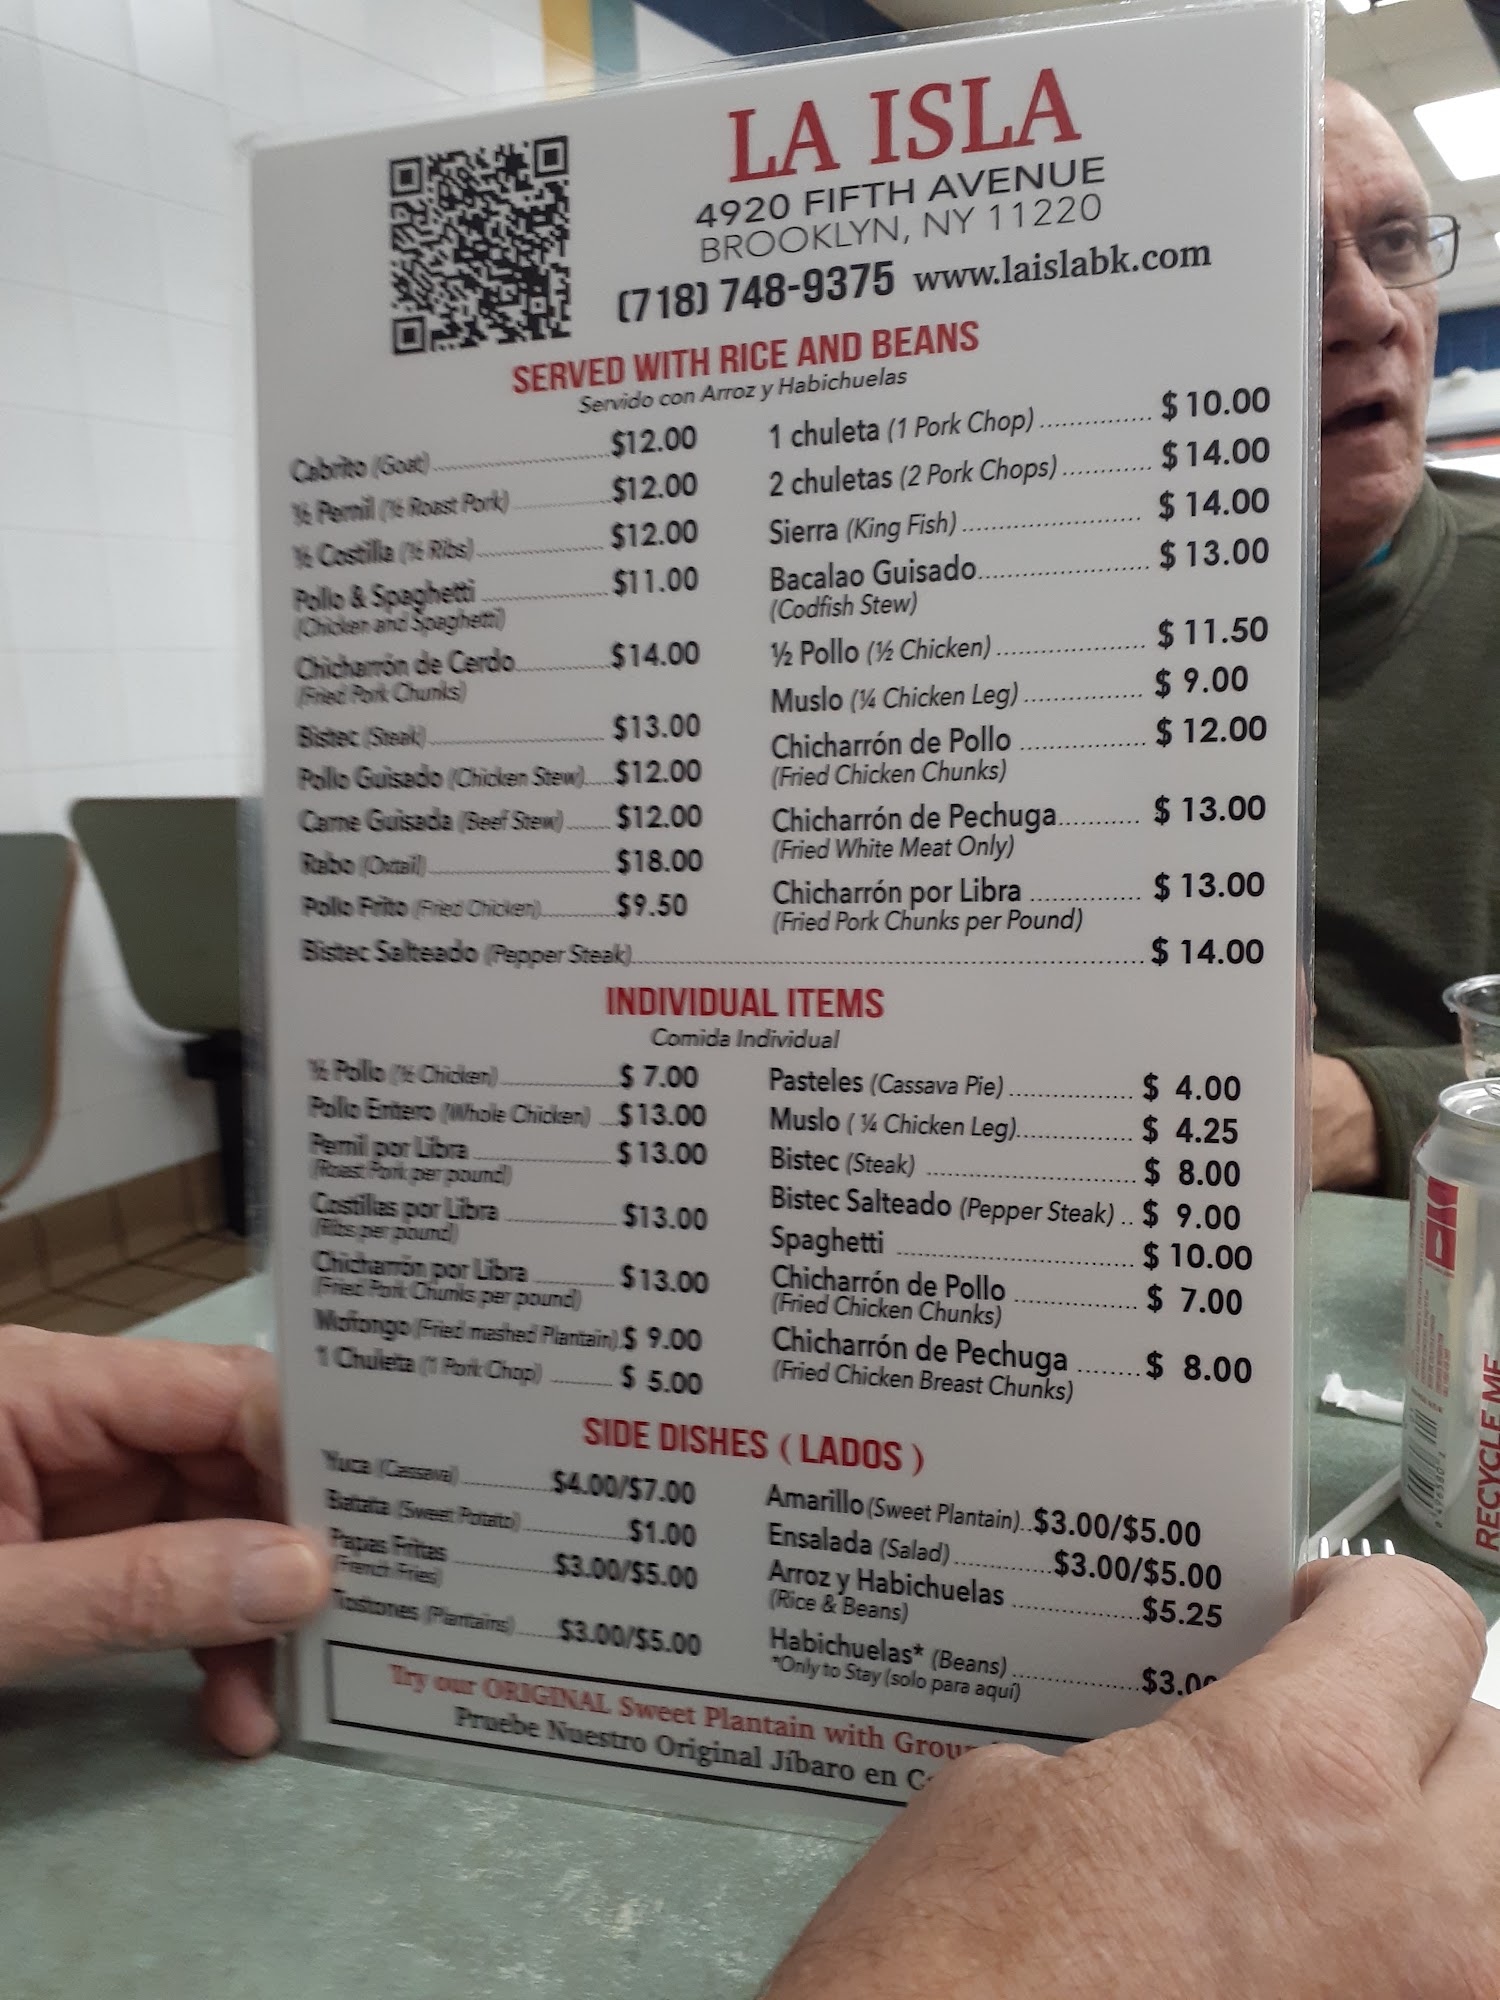 LA ISLA
4920 FIFTH AVENUE
BROOKLYN, NY 11220
(718) 748-9375 www.laislabk.com
SERVED WITH RICE AND BEANS
Servido con Arroz y Habichuelas
Cabrito (Goat) $12.00
½ Pernil (½ Roast Pork) $12.00
½ Costilla (½ Ribs) $12.00
Pollo & Spaghetti $11.00
(Chicken and Spaghetti)
Chicharrón de Cerdo $14.00
(Fried Pork Chunks)
Bistec (Steak) $13.00
Pollo Guisado (Chicken Stew) $12.00
Carne Guisada (Beef Stew) $12.00
Rabo (Oxtail) $18.00
Pollo Frito (Fried Chicken) $9.50
1 chuleta (1 Pork Chop) $ 10.00
2 chuletas (2 Pork Chops) $ 14.00
Sierra (King Fish) $ 14.00
Bacalao Guisado $ 13.00
(Codfish Stew)
½ Pollo (½ Chicken) $ 11.50
Muslo (¼ Chicken Leg) $ 9.00
Chicharrón de Pollo $ 12.00
(Fried Chicken Chunks)
Chicharrón de Pechuga $ 13.00
(Fried White Meat Only)
Chicharrón por Libra $ 13.00
(Fried Pork Chunks per Pound)
Bistec Salteado (Pepper Steak) $ 14.00
INDIVIDUAL ITEMS
Comida Individual
½ Pollo (½ Chicken) $ 7.00
Pollo Entero (Whole Chicken) $13.00
Pernil por Libra $13.00
(Roast Pork per pound)
Costillas por Libra $13.00
(Ribs per pound)
Chicharrón por Libra $13.00
(Fried Pork Chunks per pound)
Mofongo (Fried mashed Plantain) $ 9.00
1 Chuleta (1 Pork Chop) $ 5.00
Pasteles (Cassava Pie) $ 4.00
Muslo ( ¼ Chicken Leg) $ 4.25
Bistec (Steak) $ 8.00
Bistec Salteado (Pepper Steak) $ 9.00
Spaghetti $ 10.00
Chicharrón de Pollo $ 7.00
(Fried Chicken Chunks)
Chicharrón de Pechuga $ 8.00
(Fried Chicken Breast Chunks)
SIDE DISHES ( LADOS )
Yuca (Cassava) $4.00/$7.00
Batata (Sweet Potato) $1.00
Papas Fritas $3.00/$5.00
(French Fries)
Tostones (Plantains) $3.00/$5.00
Amarillo (Sweet Plantain) $3.00/$5.00
Ensalada (Salad) $3.00/$5.00
Arroz y Habichuelas $5.25
(Rice & Beans)
Habichuelas* (Beans) $3.00
*Only to Stay (solo para aquí)
Try our ORIGINAL Sweet Plantain with
Pruebe Nuestro Original Jíbaro en
RECYCLE ME